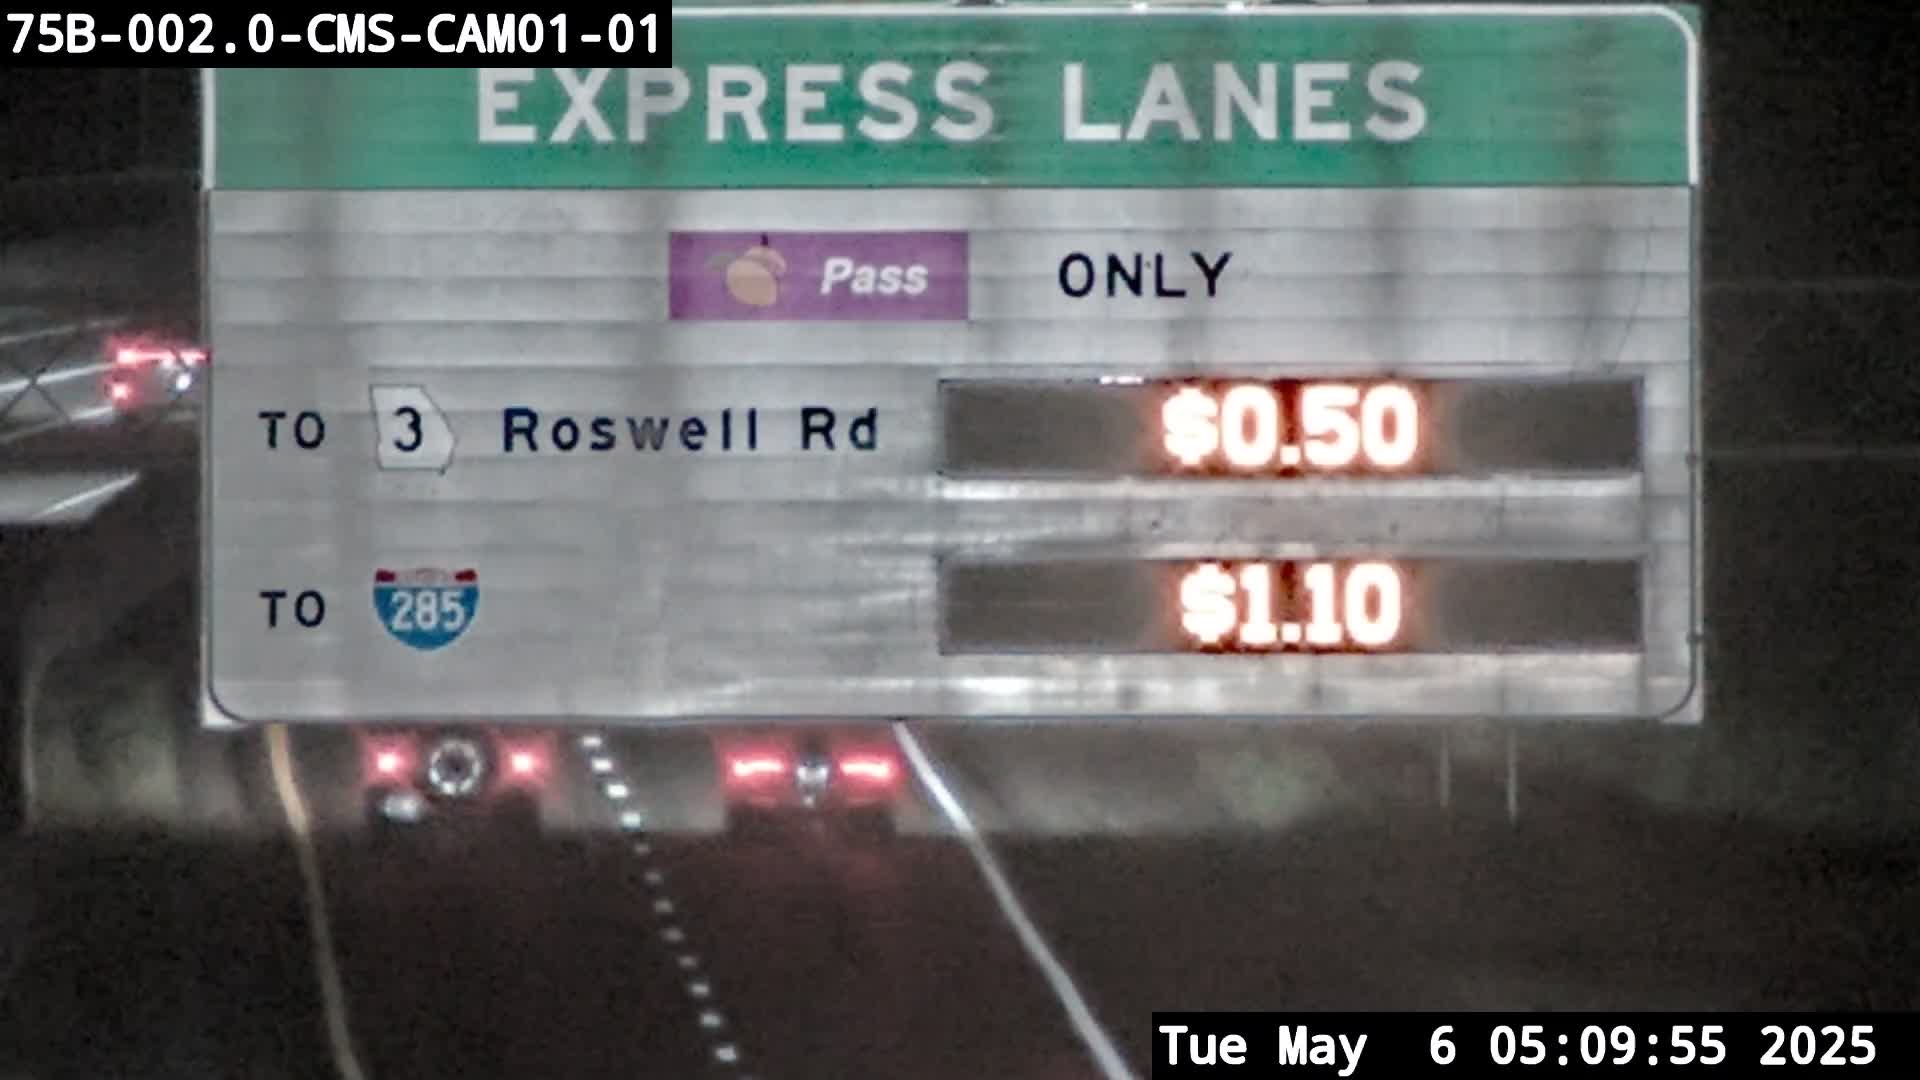 75B-002.0-CMS-CAM01-01
EXPRESS LANES
Pass ONLY
TO 3 Roswell Rd $0.50
TO 285 $1.10
Tue May 6 05:09:55 2025